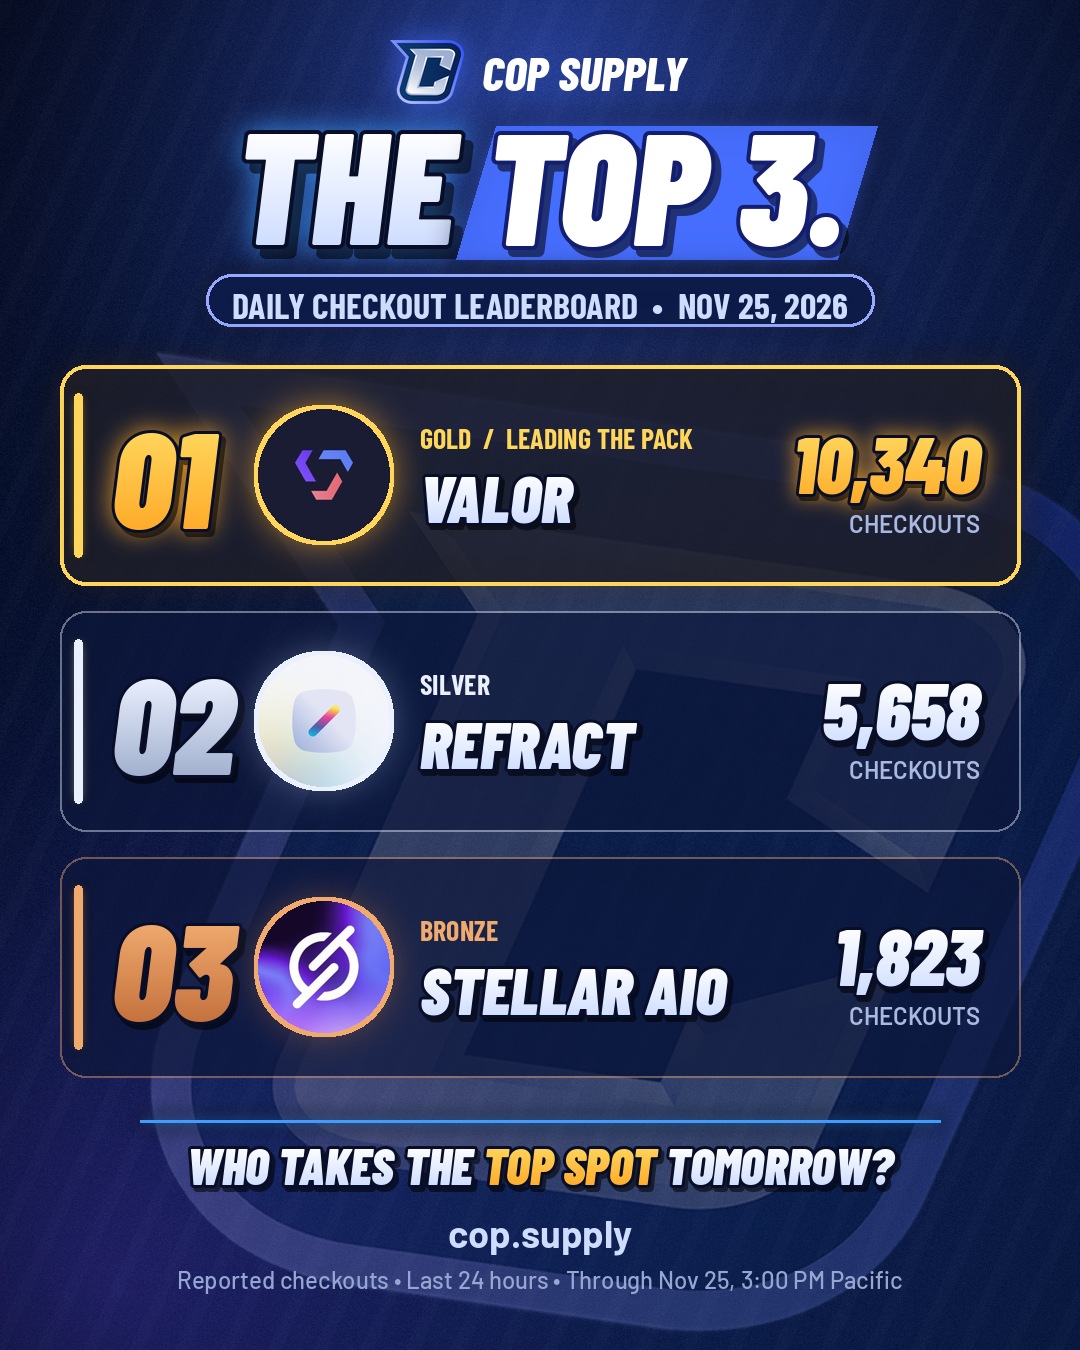 COP SUPPLY
THE TOP 3.
DAILY CHECKOUT LEADERBOARD • NOV 25, 2026
01
GOLD / LEADING THE PACK
VALOR
10,340
CHECKOUTS
02
SILVER
REFRACT
5,658
CHECKOUTS
03
BRONZE
STELLAR AIO
1,823
CHECKOUTS
WHO TAKES THE TOP SPOT TOMORROW?
cop.supply
Reported checkouts • Last 24 hours • Through Nov 25, 3:00 PM Pacific